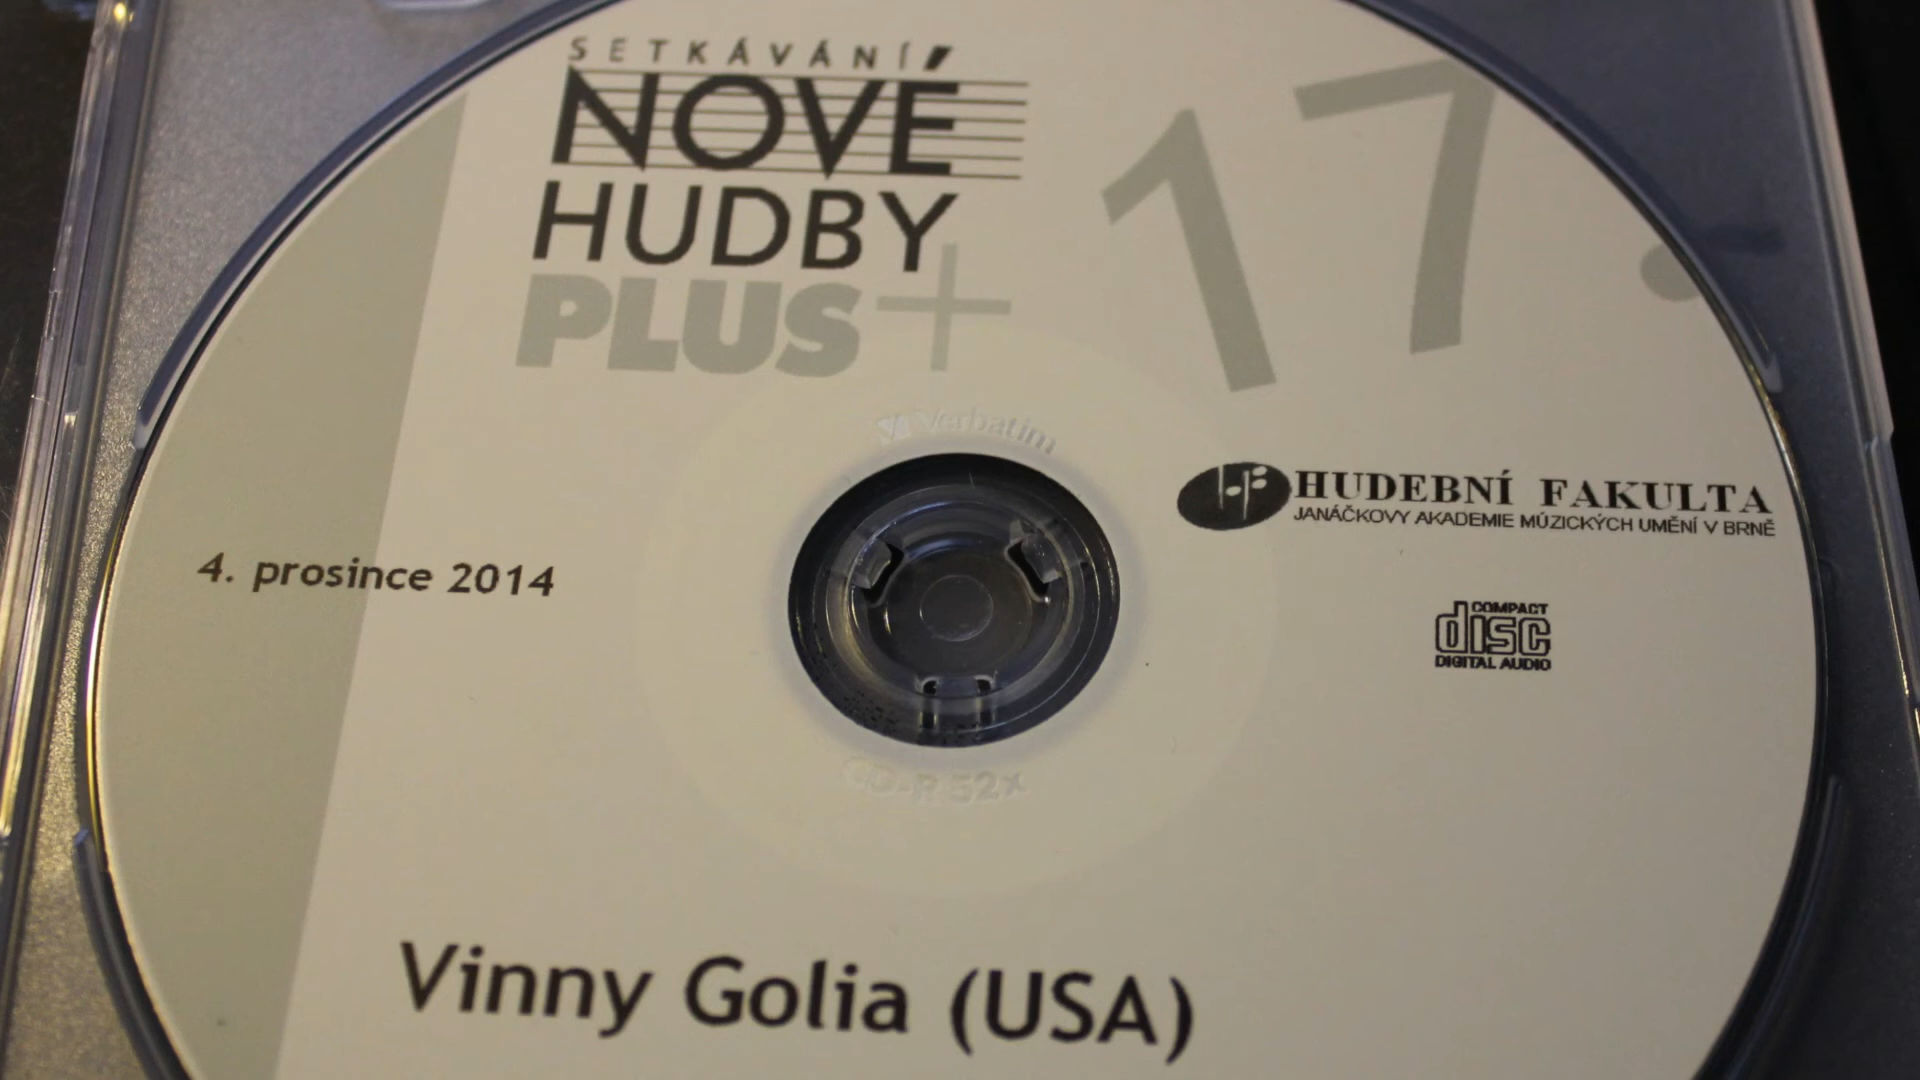 SETKÁVÁNÍ
NOVÉ
HUDBY
PLUS+
17.
Verbatim
HUDEBNÍ FAKULTA
JANÁČKOVY AKADEMIE MÚZICKÝCH UMĚNÍ V BRNĚ
4. prosince 2014
COMPACT
disc
DIGITAL AUDIO
CD-R 52x
Vinny Golia (USA)